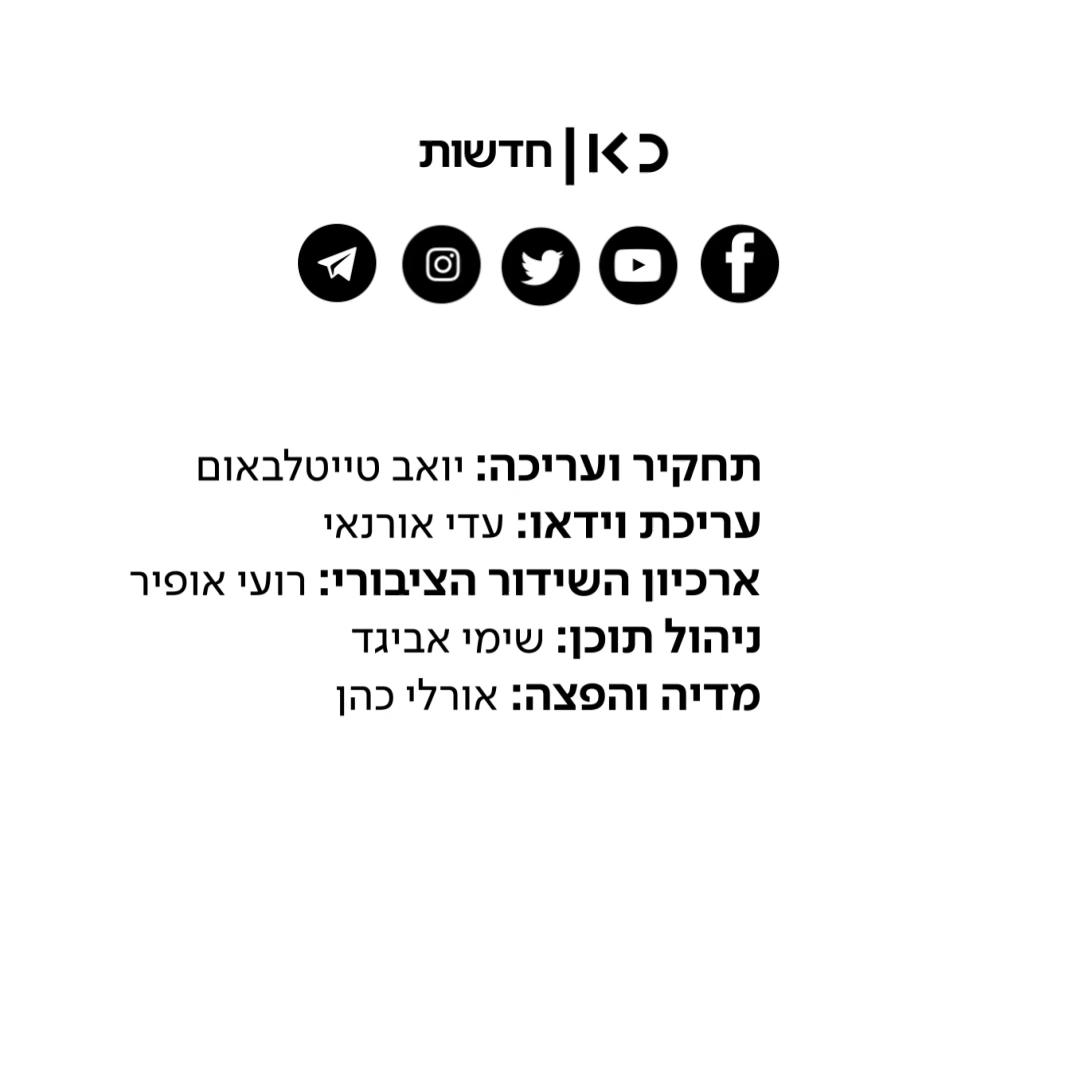 כאן|חדשות
תחקיר ועריכה: יואב טייטלבאום
עריכת וידאו: עדי אורנאי
ארכיון השידור הציבורי: רועי אופיר
ניהול תוכן: שימי אביגד
מדיה והפצה: אורלי כהן